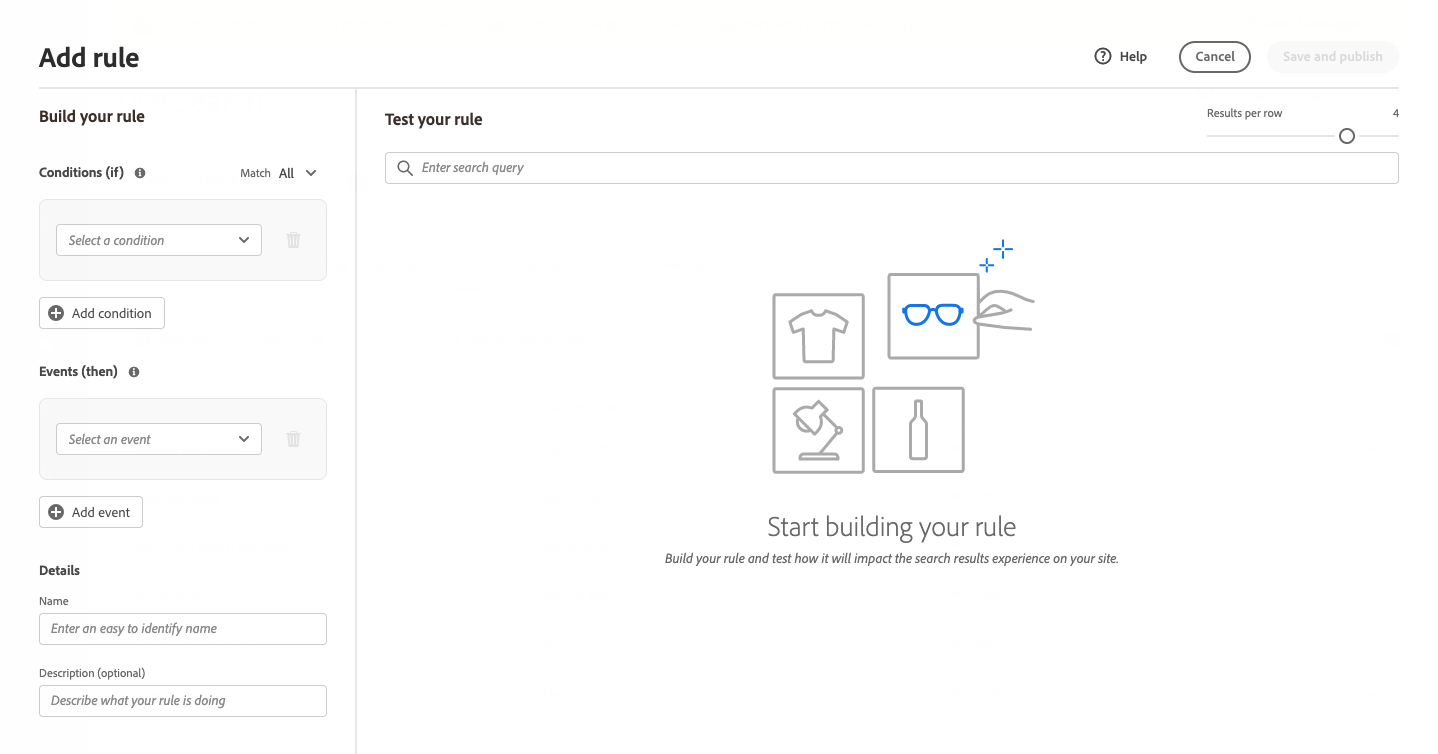 Add rule
Help
Cancel
Save and publish
Build your rule
Conditions (if)
Match All
Select a condition
Add condition
Events (then)
Select an event
Add event
Details
Name
Enter an easy to identify name
Description (optional)
Describe what your rule is doing
Test your rule
Results per row 4
Enter search query
Start building your rule
Build your rule and test how it will impact the search results experience on your site.